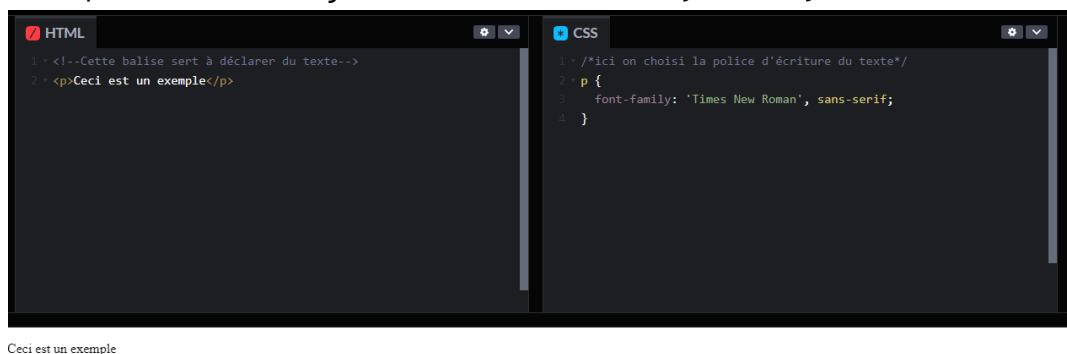 HTML
1 <!--Cette balise sert à déclarer du texte-->
2 <p>Ceci est un exemple</p>
CSS
1 /*ici on choisi la police d'écriture du texte*/
2 p {
3 font-family: 'Times New Roman', sans-serif;
4 }
Ceci est un exemple